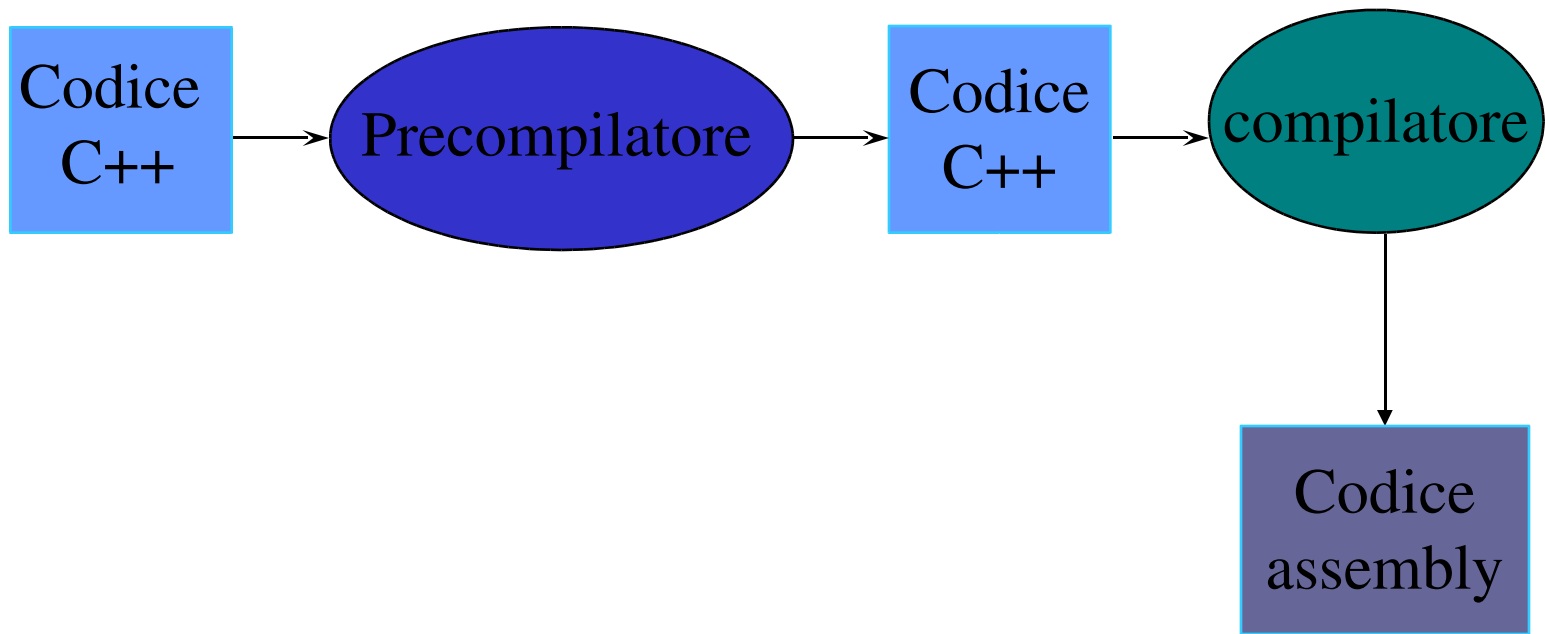 Codice
C++
Precompilatore
Codice
C++
compilatore
Codice
assembly